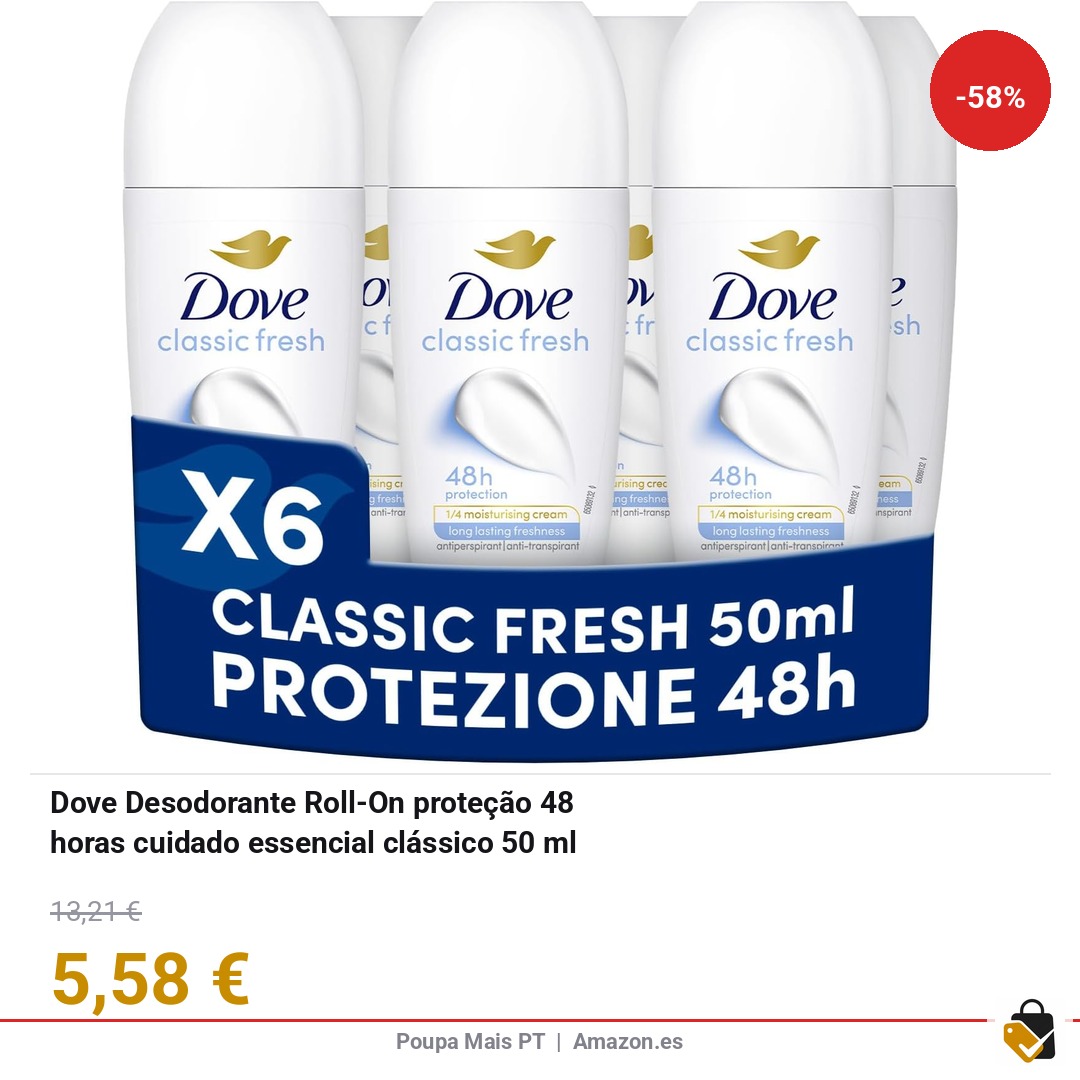 -58%
Dove
classic fresh
Dove
classic fresh
Dove
classic fresh
48h
protection
1/4 moisturising cream
long lasting freshness
antiperspirant|anti-transpirant
48h
protection
1/4 moisturising cream
long lasting freshness
antiperspirant|anti-transpirant
X6
CLASSIC FRESH 50ml
PROTEZIONE 48h
Dove Desodorante Roll-On proteção 48
horas cuidado essencial clássico 50 ml
13,21 €
5,58 €
Poupa Mais PT | Amazon.es